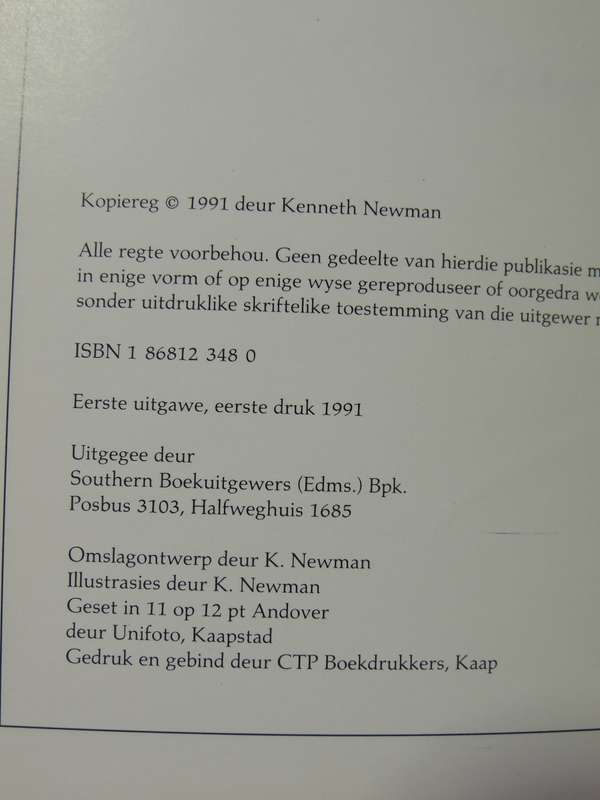 Kopiereg © 1991 deur Kenneth Newman
Alle regte voorbehou. Geen gedeelte van hierdie publikasie
in enige vorm of op enige wyse gereproduseer of oorgedra
sonder uitdruklike skriftelike toestemming van die uitgewer
ISBN 1 86812 348 0
Eerste uitgawe, eerste druk 1991
Uitgegee deur
Southern Boekuitgewers (Edms.) Bpk.
Posbus 3103, Halfweghuis 1685
Omslagontwerp deur K. Newman
Illustrasies deur K. Newman
Geset in 11 op 12 pt Andover
deur Unifoto, Kaapstad
Gedruk en gebind deur CTP Boekdrukkers, Kaap